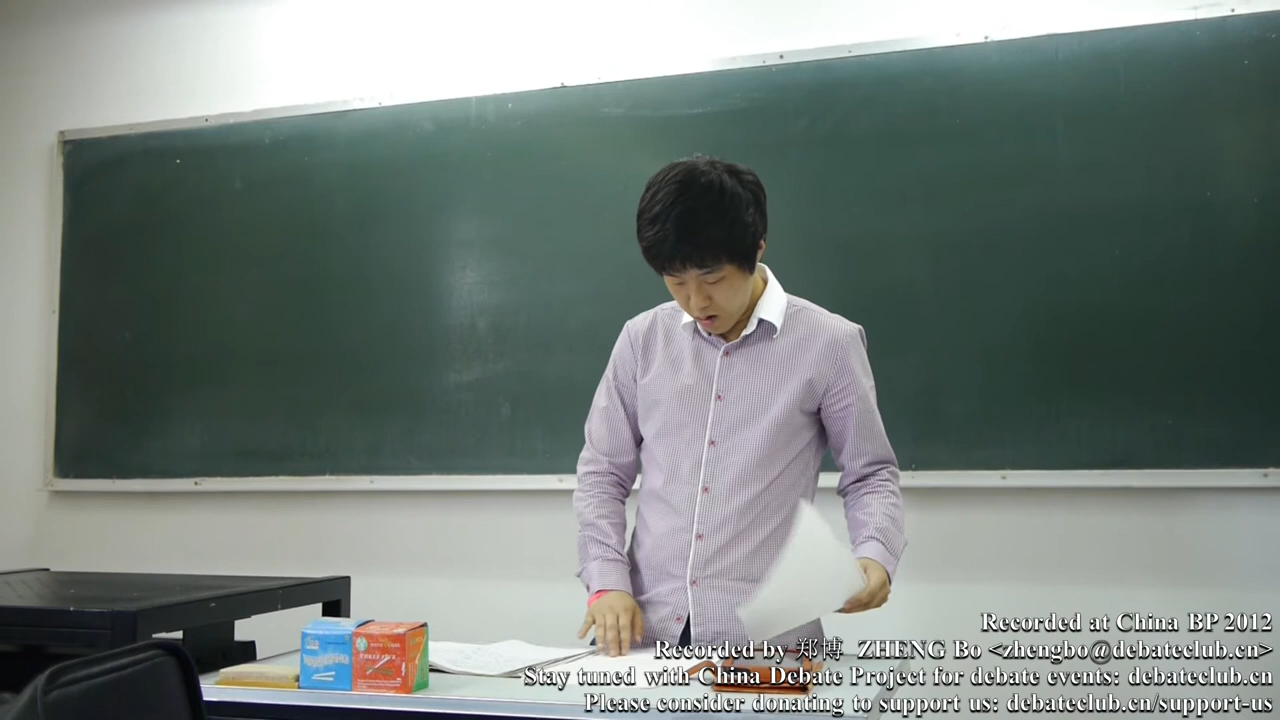 Recorded at China BP 2012
Recorded by 郑博 ZHENG Bo <zhengbo@debateclub.cn>
Stay tuned with China Debate Project for debate events: debateclub.cn
Please consider donating to support us: debateclub.cn/support-us